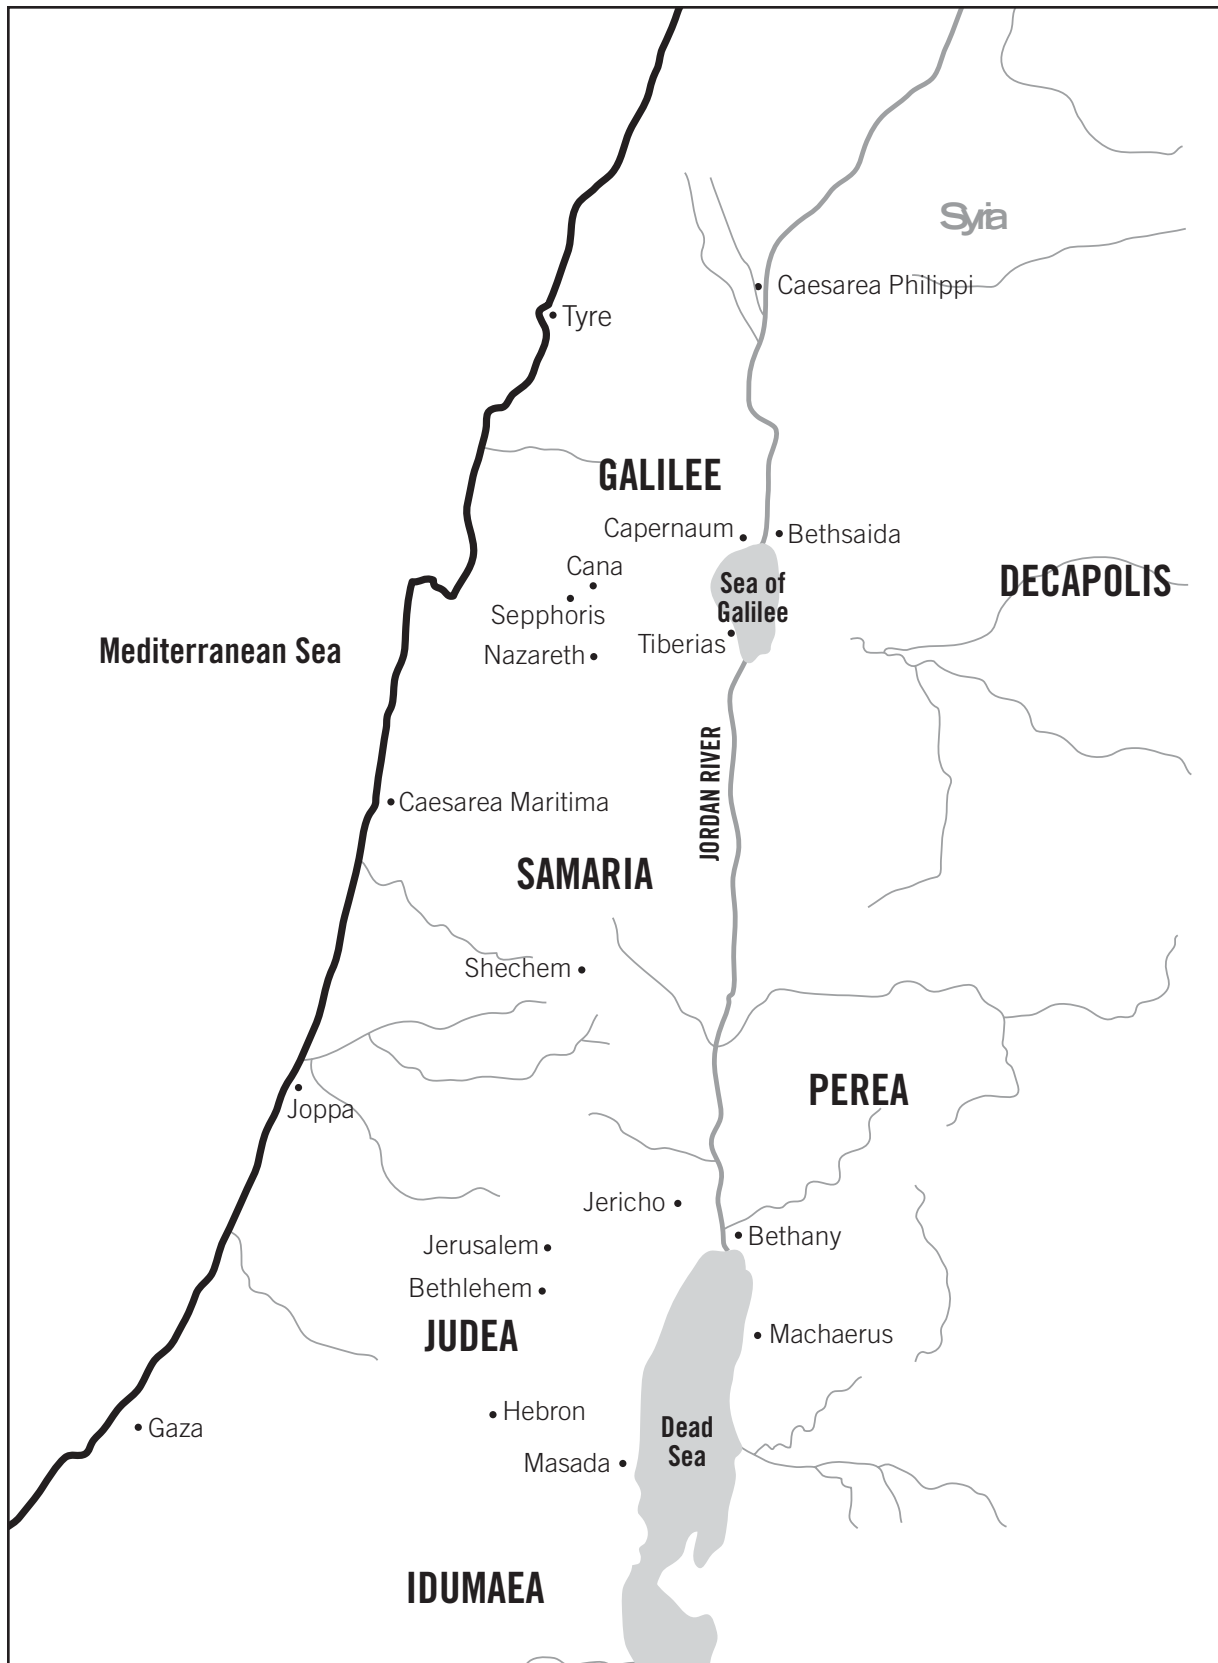 Syria
Caesarea Philippi
Tyre
GALILEE
Capernaum
Bethsaida
Cana
Sea of
Galilee
DECAPOLIS
Sepphoris
Tiberias
Mediterranean Sea
Nazareth
JORDAN RIVER
Caesarea Maritima
SAMARIA
Shechem
PEREA
Joppa
Jericho
Bethany
Jerusalem
Bethlehem
JUDEA
Machaerus
Hebron
Gaza
Dead
Sea
Masada
IDUMAEA